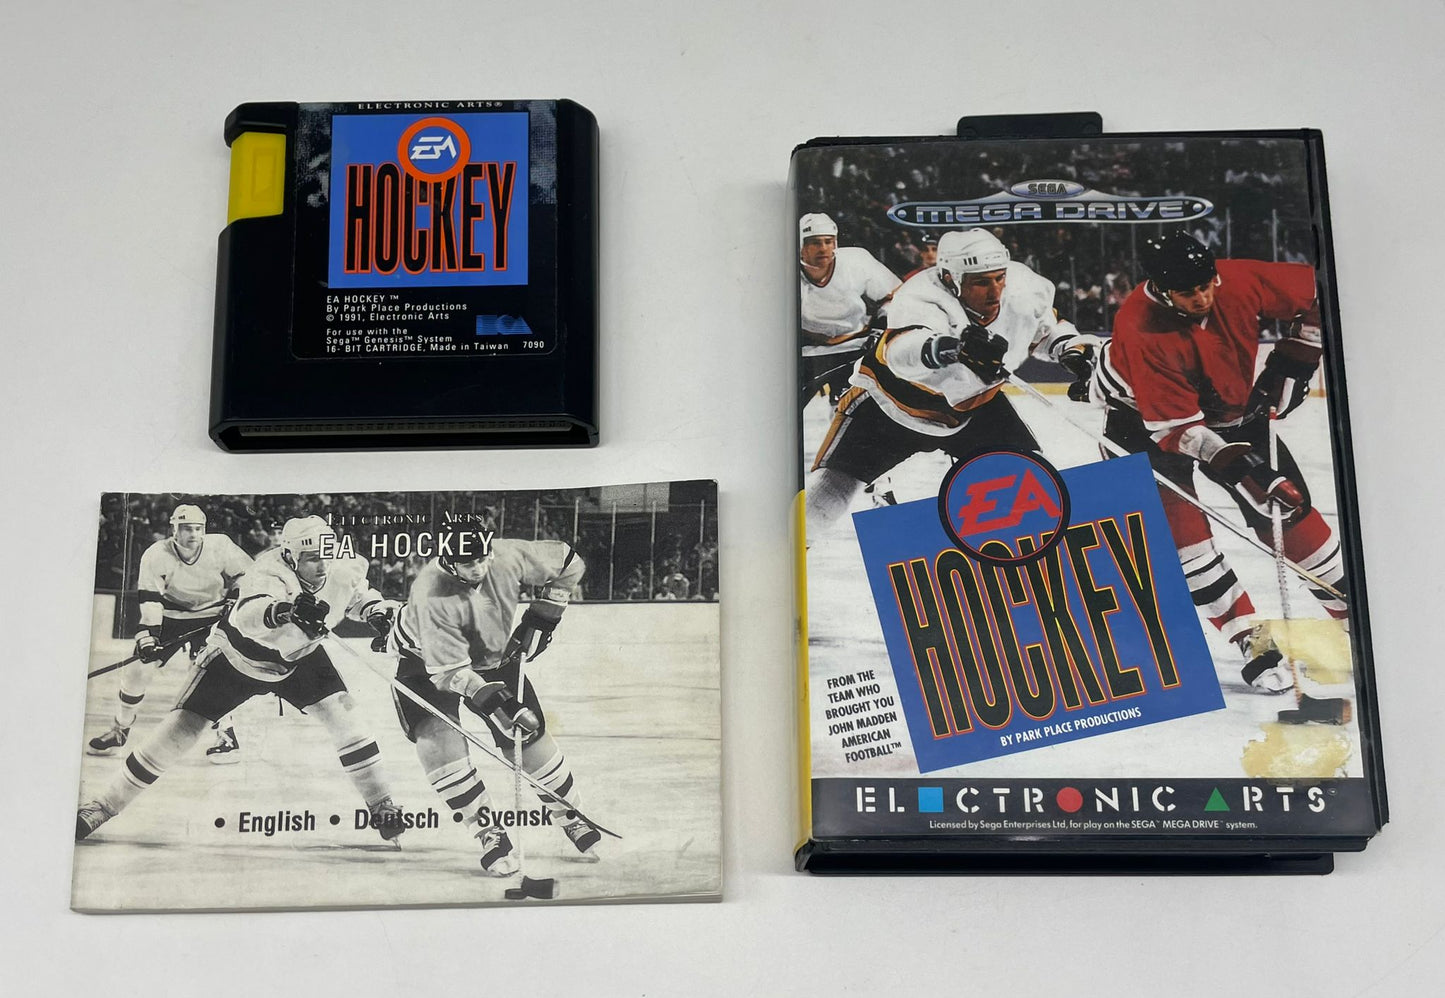 ELECTRONIC ARTS®
EA
HOCKEY
EA HOCKEY ™
By Park Place Productions
© 1991, Electronic Arts
For use with the
Sega™ Genesis™ System
16- BIT CARTRIDGE, Made in Taiwan 7090
ELECTRONIC ARTS
EA HOCKEY
• English • Deutsch • Svensk •
SEGA
MEGA DRIVE
EA
HOCKEY
BY PARK PLACE PRODUCTIONS
FROM THE
TEAM WHO
BROUGHT YOU
JOHN MADDEN
AMERICAN
FOOTBALL™
ELECTRONIC ARTS
Licensed by Sega Enterprises Ltd, for play on the SEGA™ MEGA DRIVE™ system.